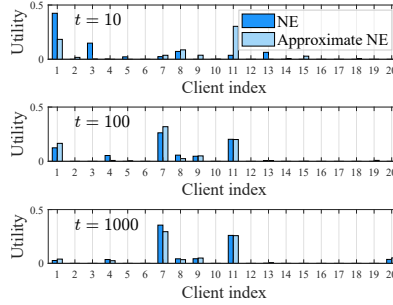 0.5
Utility
0
t = 10
NE
Approximate NE
1 2 3 4 5 6 7 8 9 10 11 12 13 14 15 16 17 18 19 20
Client index
0.5
Utility
0
t = 100
1 2 3 4 5 6 7 8 9 10 11 12 13 14 15 16 17 18 19 20
Client index
0.5
Utility
0
t = 1000
1 2 3 4 5 6 7 8 9 10 11 12 13 14 15 16 17 18 19 20
Client index